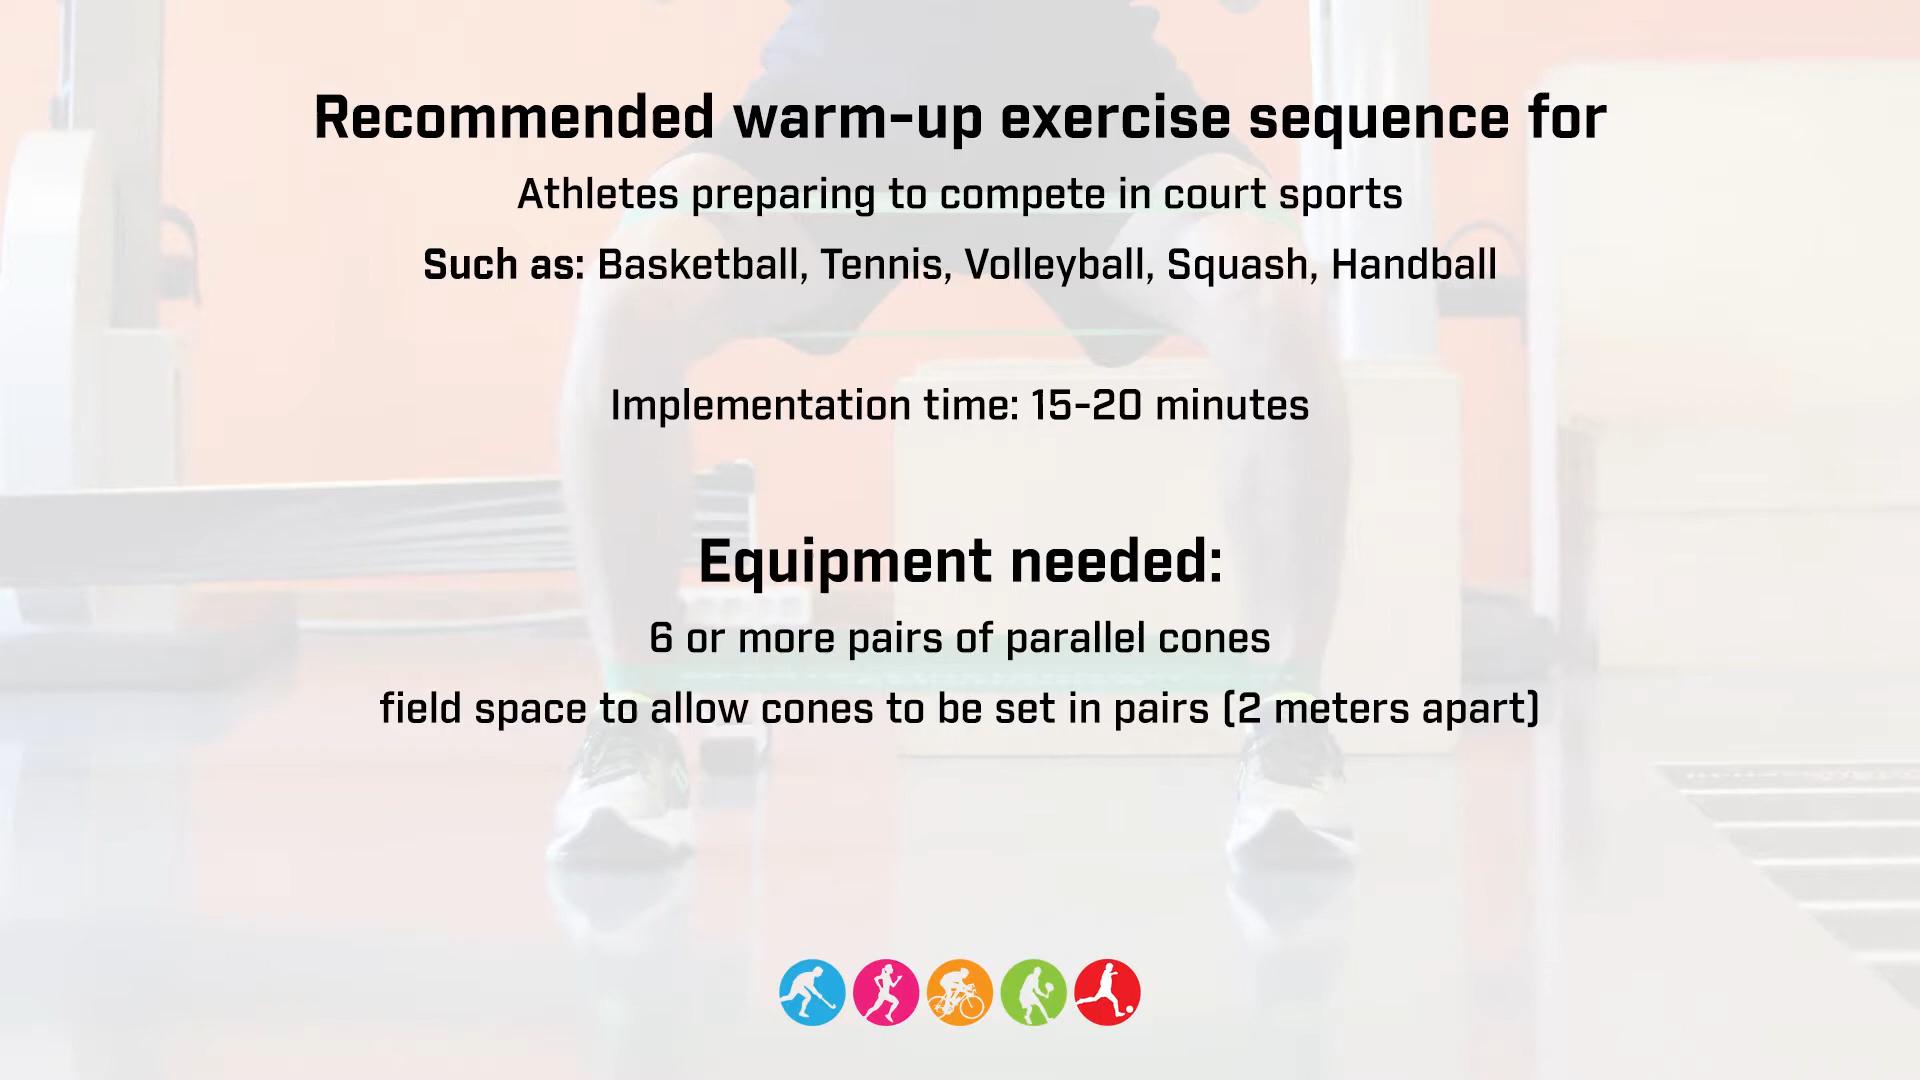 Recommended warm-up exercise sequence for
Athletes preparing to compete in court sports
Such as: Basketball, Tennis, Volleyball, Squash, Handball
Implementation time: 15-20 minutes
Equipment needed:
6 or more pairs of parallel cones
field space to allow cones to be set in pairs (2 meters apart)